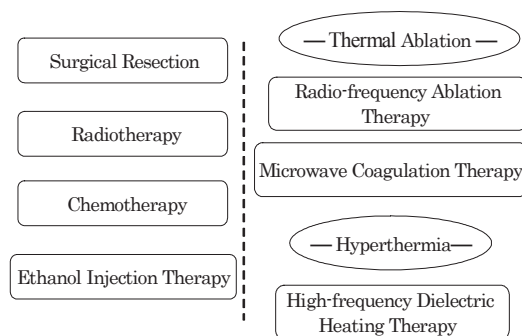 Surgical Resection
Radiotherapy
Chemotherapy
Ethanol Injection Therapy
— Thermal Ablation —
Radio-frequency Ablation
Therapy
Microwave Coagulation Therapy
— Hyperthermia—
High-frequency Dielectric
Heating Therapy